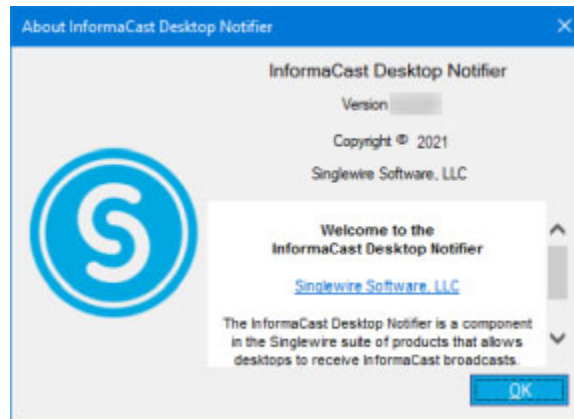 About InformaCast Desktop Notifier
InformaCast Desktop Notifier
Version
Copyright © 2021
Singlewire Software, LLC
S
Welcome to the
InformaCast Desktop Notifier
Singlewire Software, LLC
The InformaCast Desktop Notifier is a component
in the Singlewire suite of products that allows
desktops to receive InformaCast broadcasts.
OK